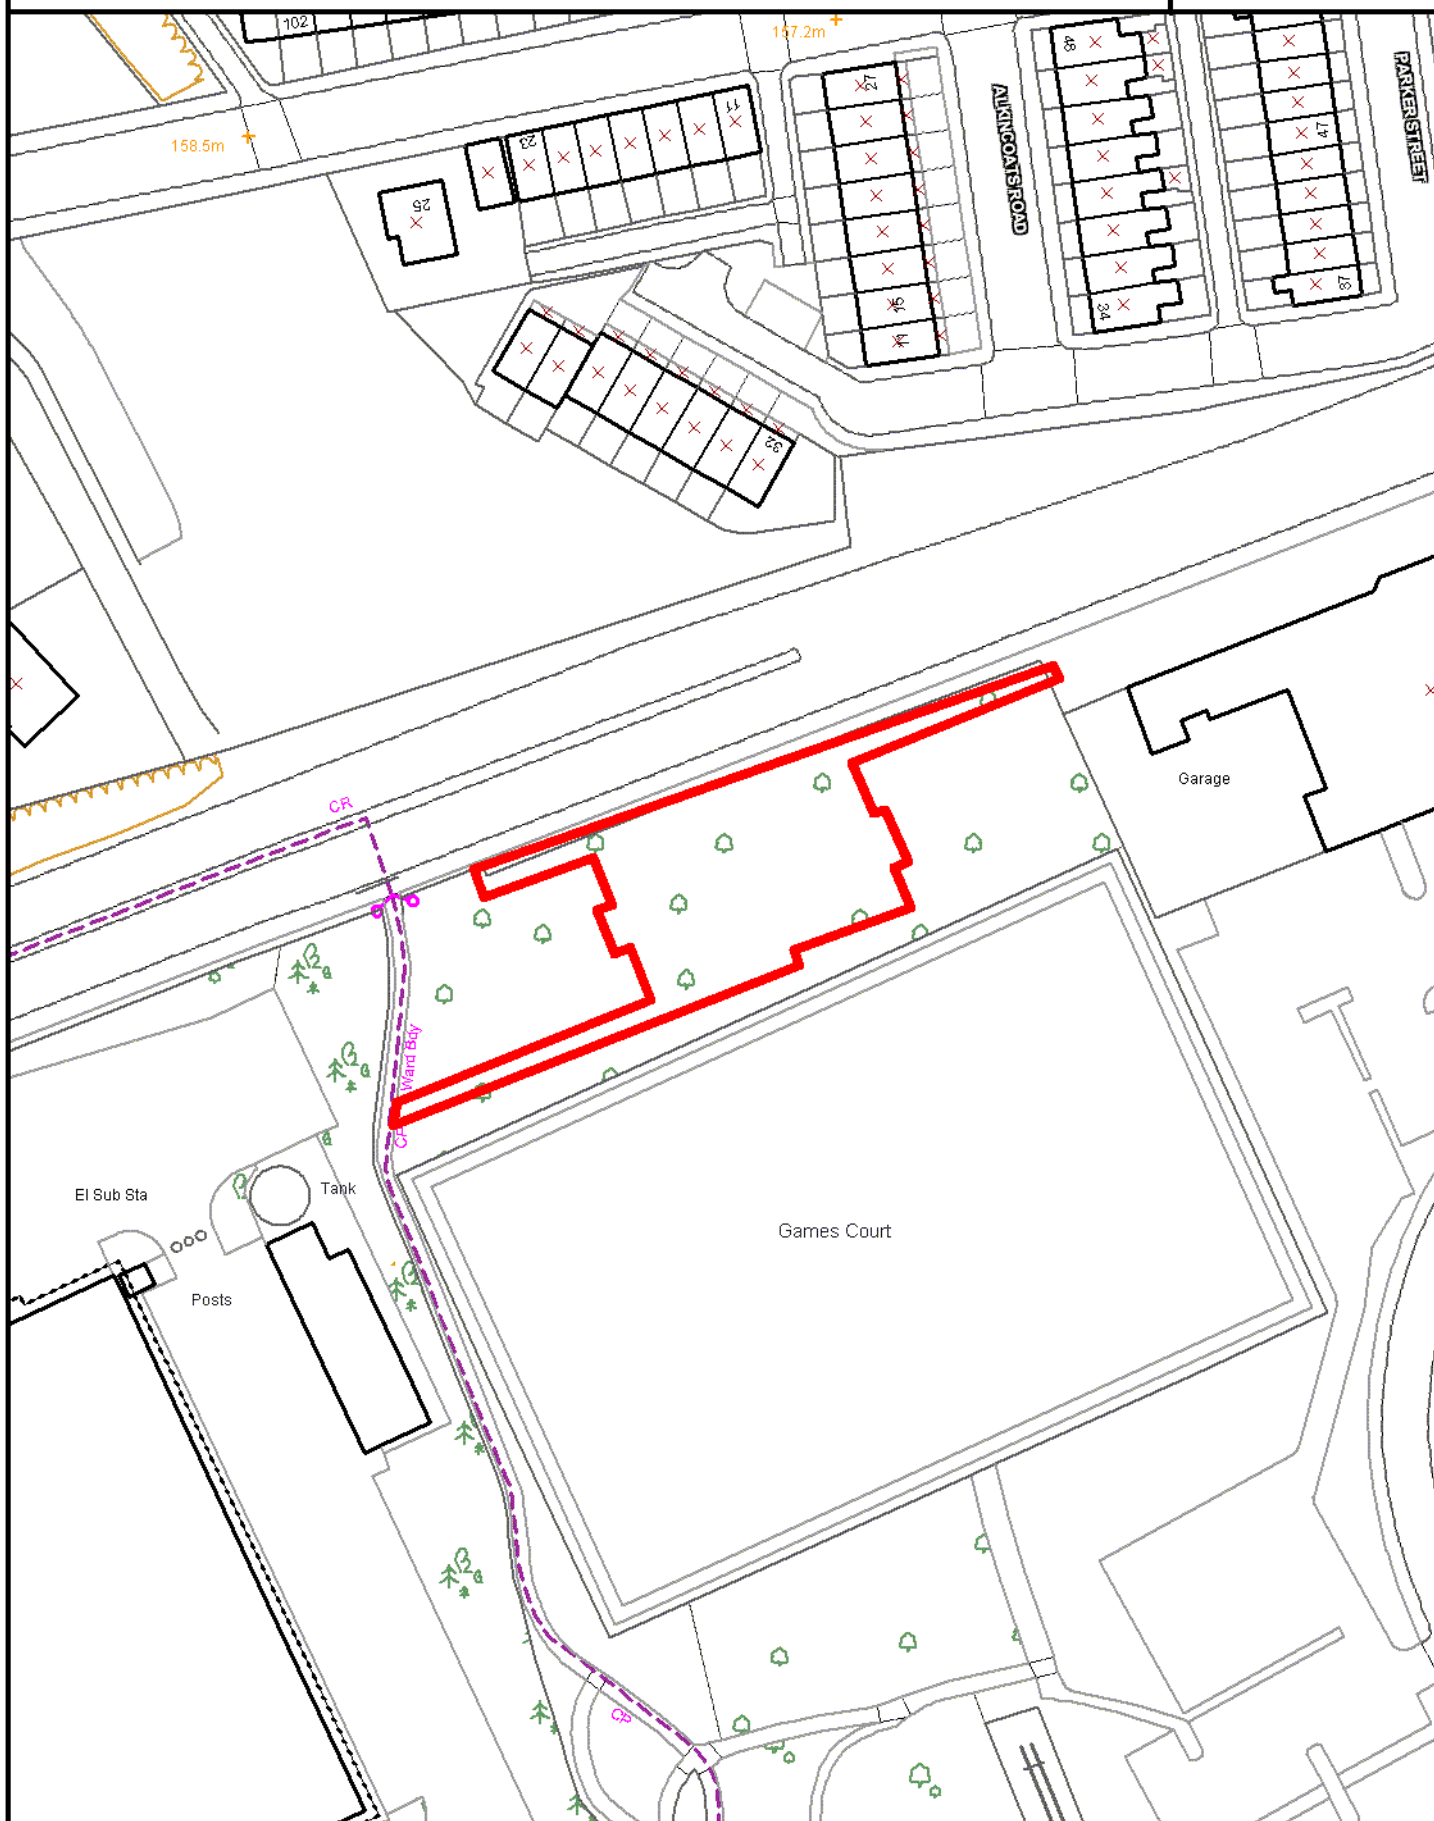 102
157.2m
158.5m
11
23
25
27
15
11
ALKINCOATS ROAD
48
34
PARKER STREET
47
37
32
Garage
CR
Ward Bdy
CP
El Sub Sta
Tank
Posts
Games Court
CP